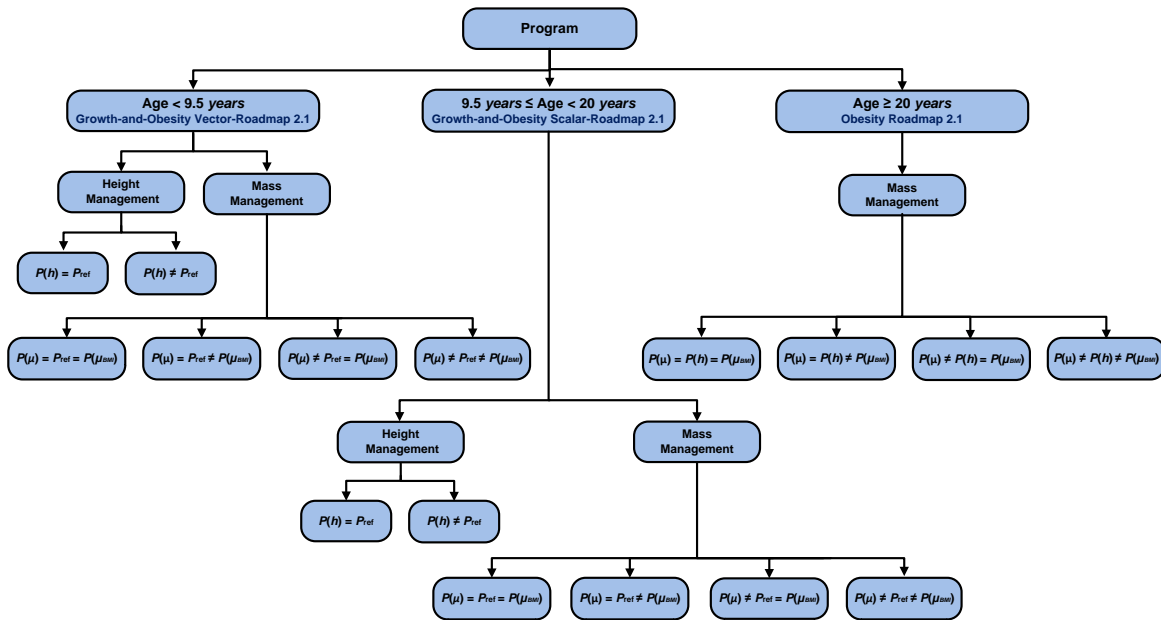 Program
Age < 9.5 years
Growth-and-Obesity Vector-Roadmap 2.1
9.5 years ≤ Age < 20 years
Growth-and-Obesity Scalar-Roadmap 2.1
Age ≥ 20 years
Obesity Roadmap 2.1
Height
Management
Mass
Management
Mass
Management
P(h) = Pref
P(h) ≠ Pref
P(μ) = Pref = P(μBMI)
P(μ) = Pref ≠ P(μBMI)
P(μ) ≠ Pref = P(μBMI)
P(μ) ≠ Pref ≠ P(μBMI)
P(μ) = P(h) = P(μBMI)
P(μ) = P(h) ≠ P(μBMI)
P(μ) ≠ P(h) = P(μBMI)
P(μ) ≠ P(h) ≠ P(μBMI)
Height
Management
Mass
Management
P(h) = Pref
P(h) ≠ Pref
P(μ) = Pref = P(μBMI)
P(μ) = Pref ≠ P(μBMI)
P(μ) ≠ Pref = P(μBMI)
P(μ) ≠ Pref ≠ P(μBMI)